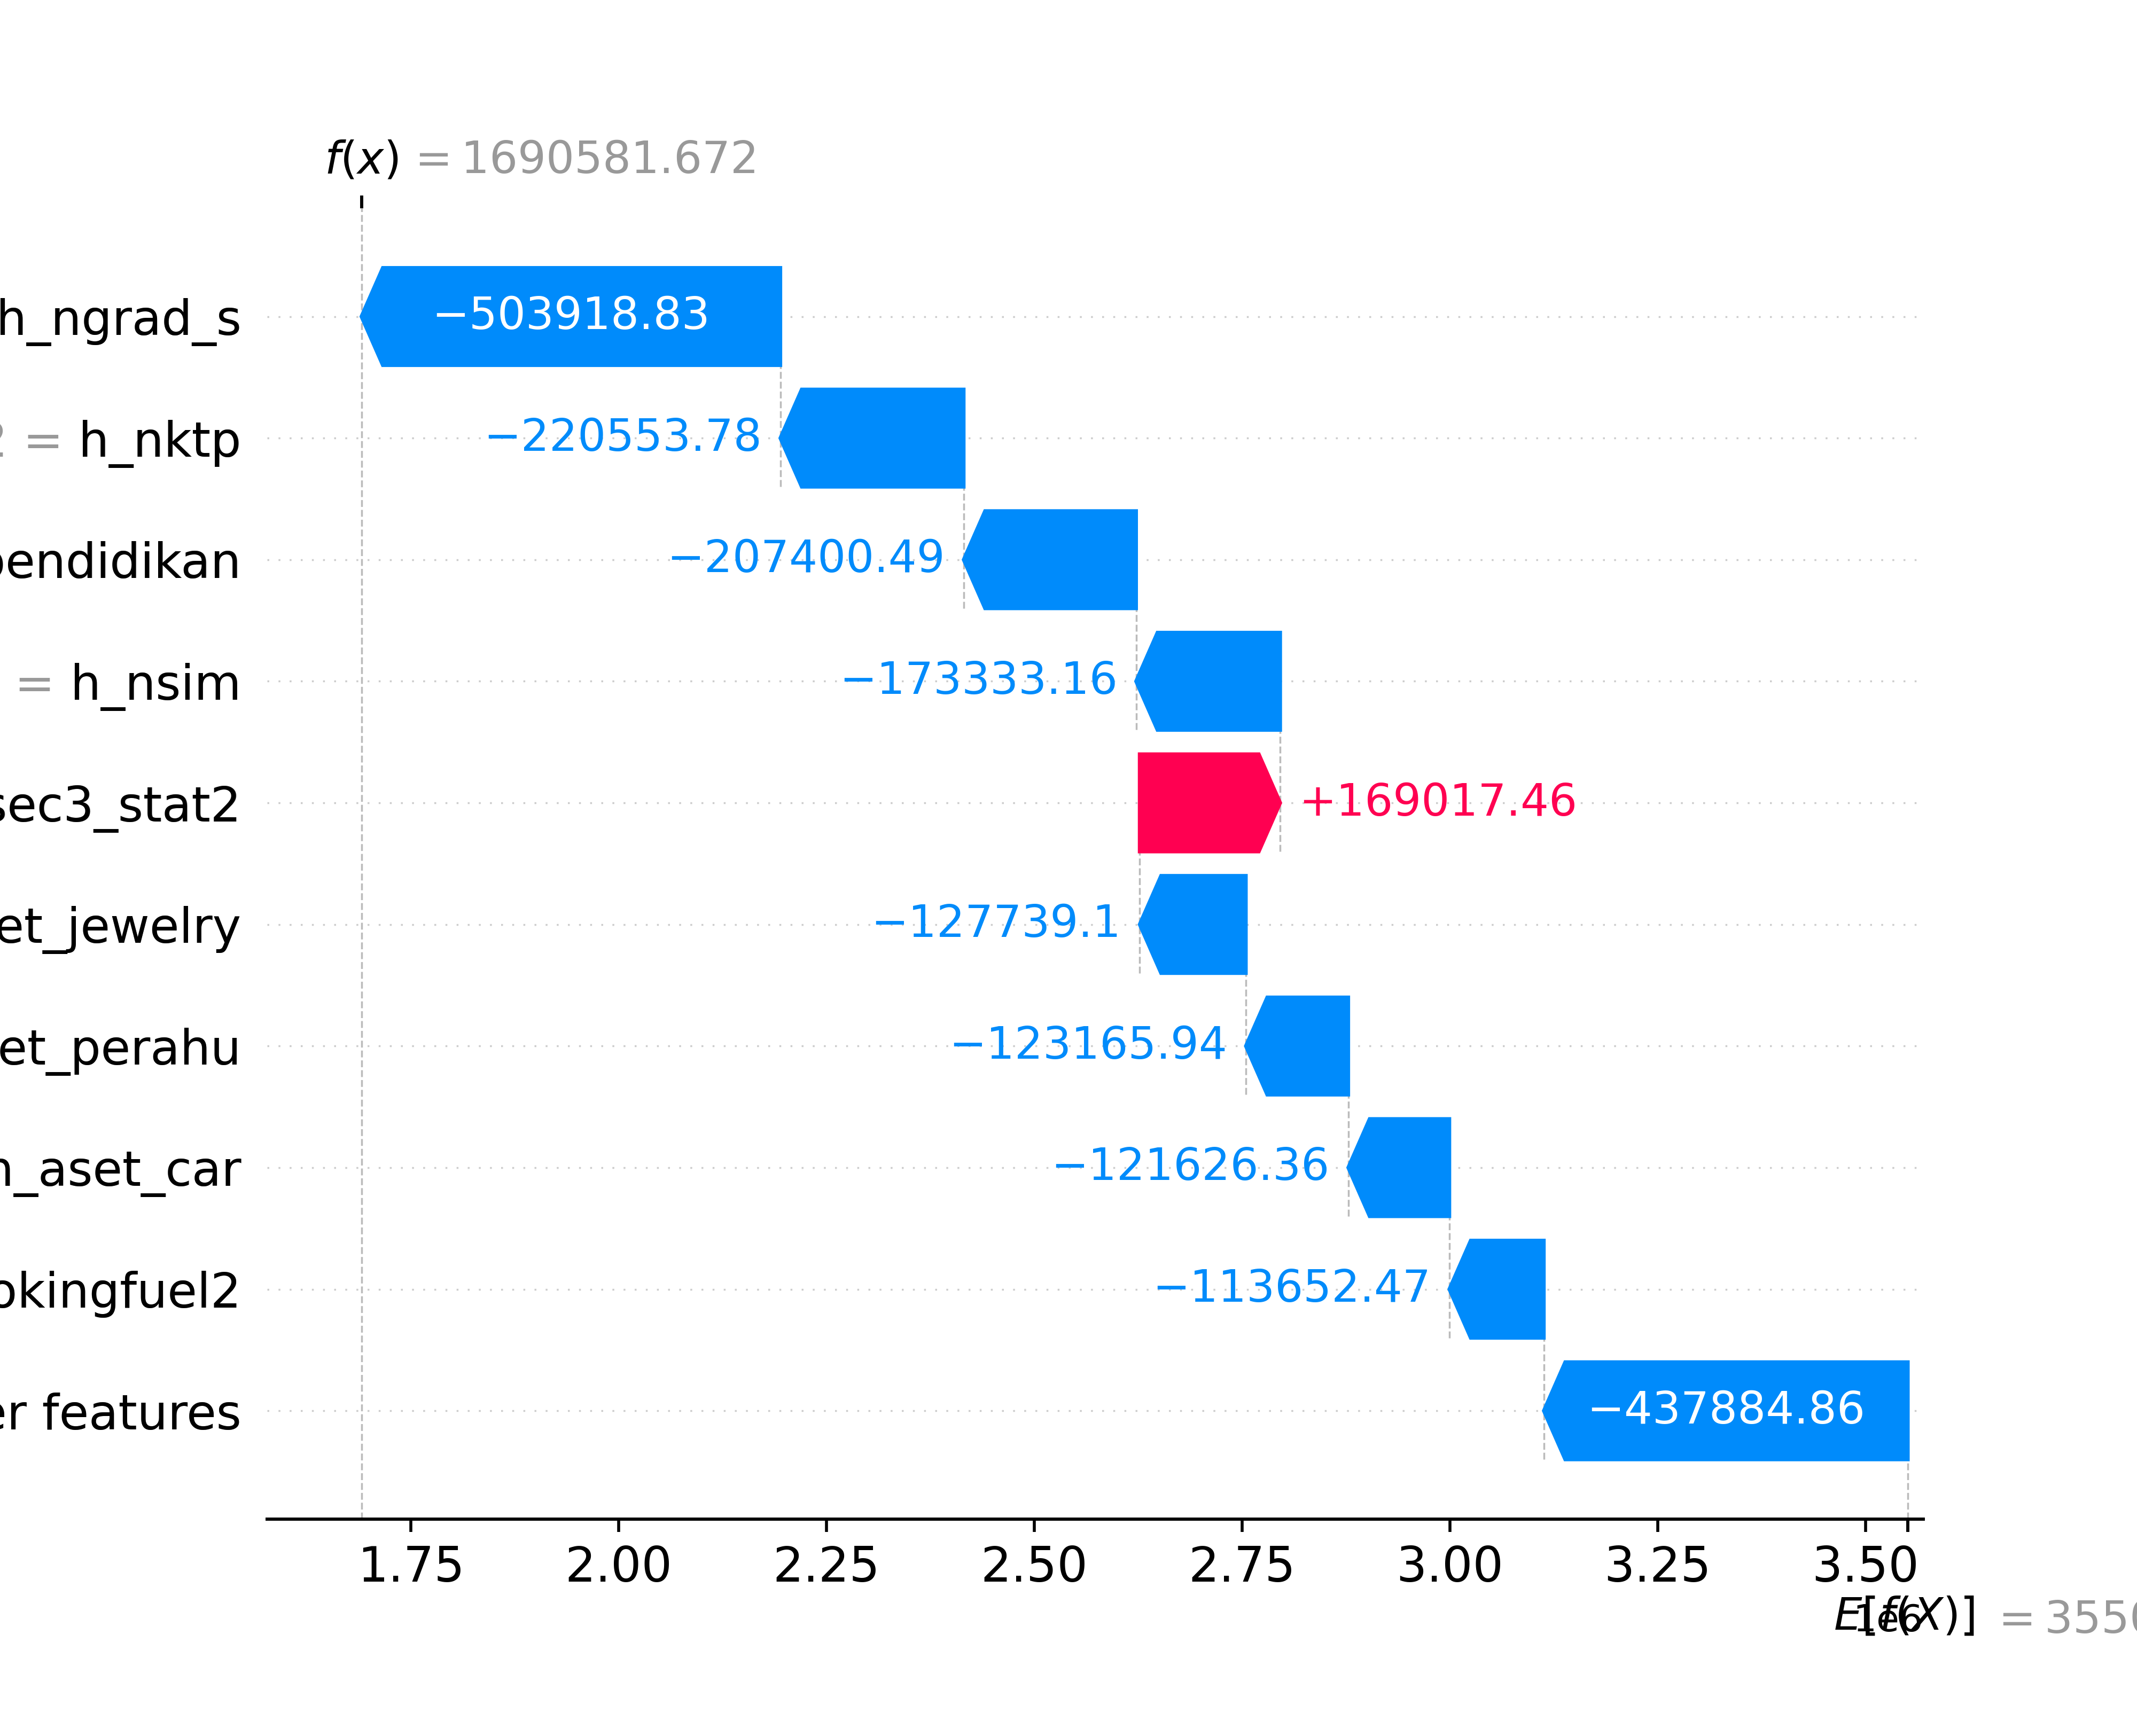 f(x) = 1690581.672
h_ngrad_s
−503918.83
= h_nktp
−220553.78
pendidikan
−207400.49
= h_nsim
−173333.16
sec3_stat2
+169017.46
et_jewelry
−127739.1
et_perahu
−123165.94
_aset_car
−121626.36
okingfuel2
−113652.47
er features
−437884.86
1.75 2.00 2.25 2.50 2.75 3.00 3.25 3.50
1e6
E[f(X)] = 355